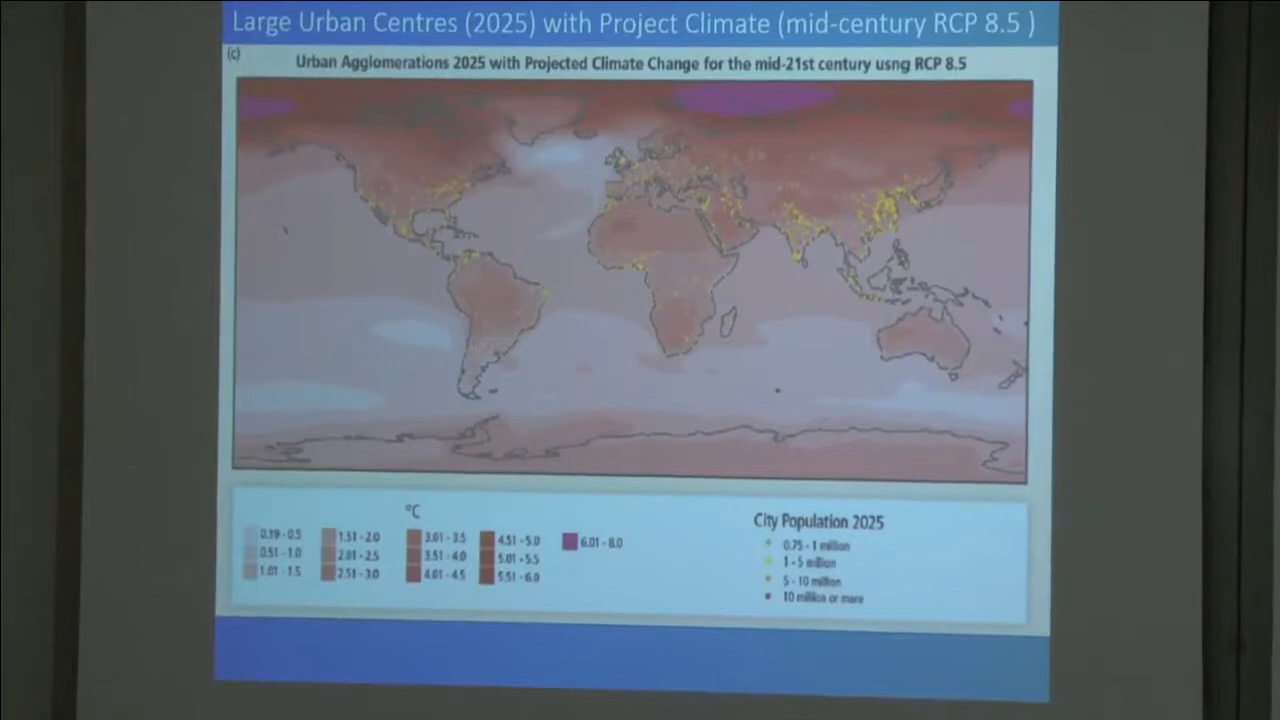 Large Urban Centres (2025) with Project Climate (mid-century RCP 8.5 )
(c)
Urban Agglomerations 2025 with Projected Climate Change for the mid-21st century usng RCP 8.5
°C
0.19 - 0.5
0.51 - 1.0
1.01 - 1.5
1.51 - 2.0
2.01 - 2.5
2.51 - 3.0
3.01 - 3.5
3.51 - 4.0
4.01 - 4.5
4.51 - 5.0
5.01 - 5.5
5.51 - 6.0
6.01 - 8.0
City Population 2025
0.75 - 1 million
1 - 5 million
5 - 10 million
10 million or more